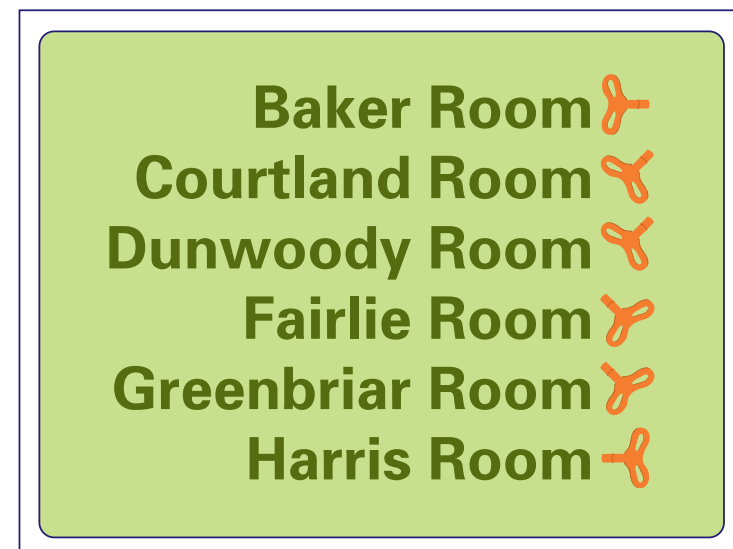 Baker Room
Courtland Room
Dunwoody Room
Fairlie Room
Greenbriar Room
Harris Room